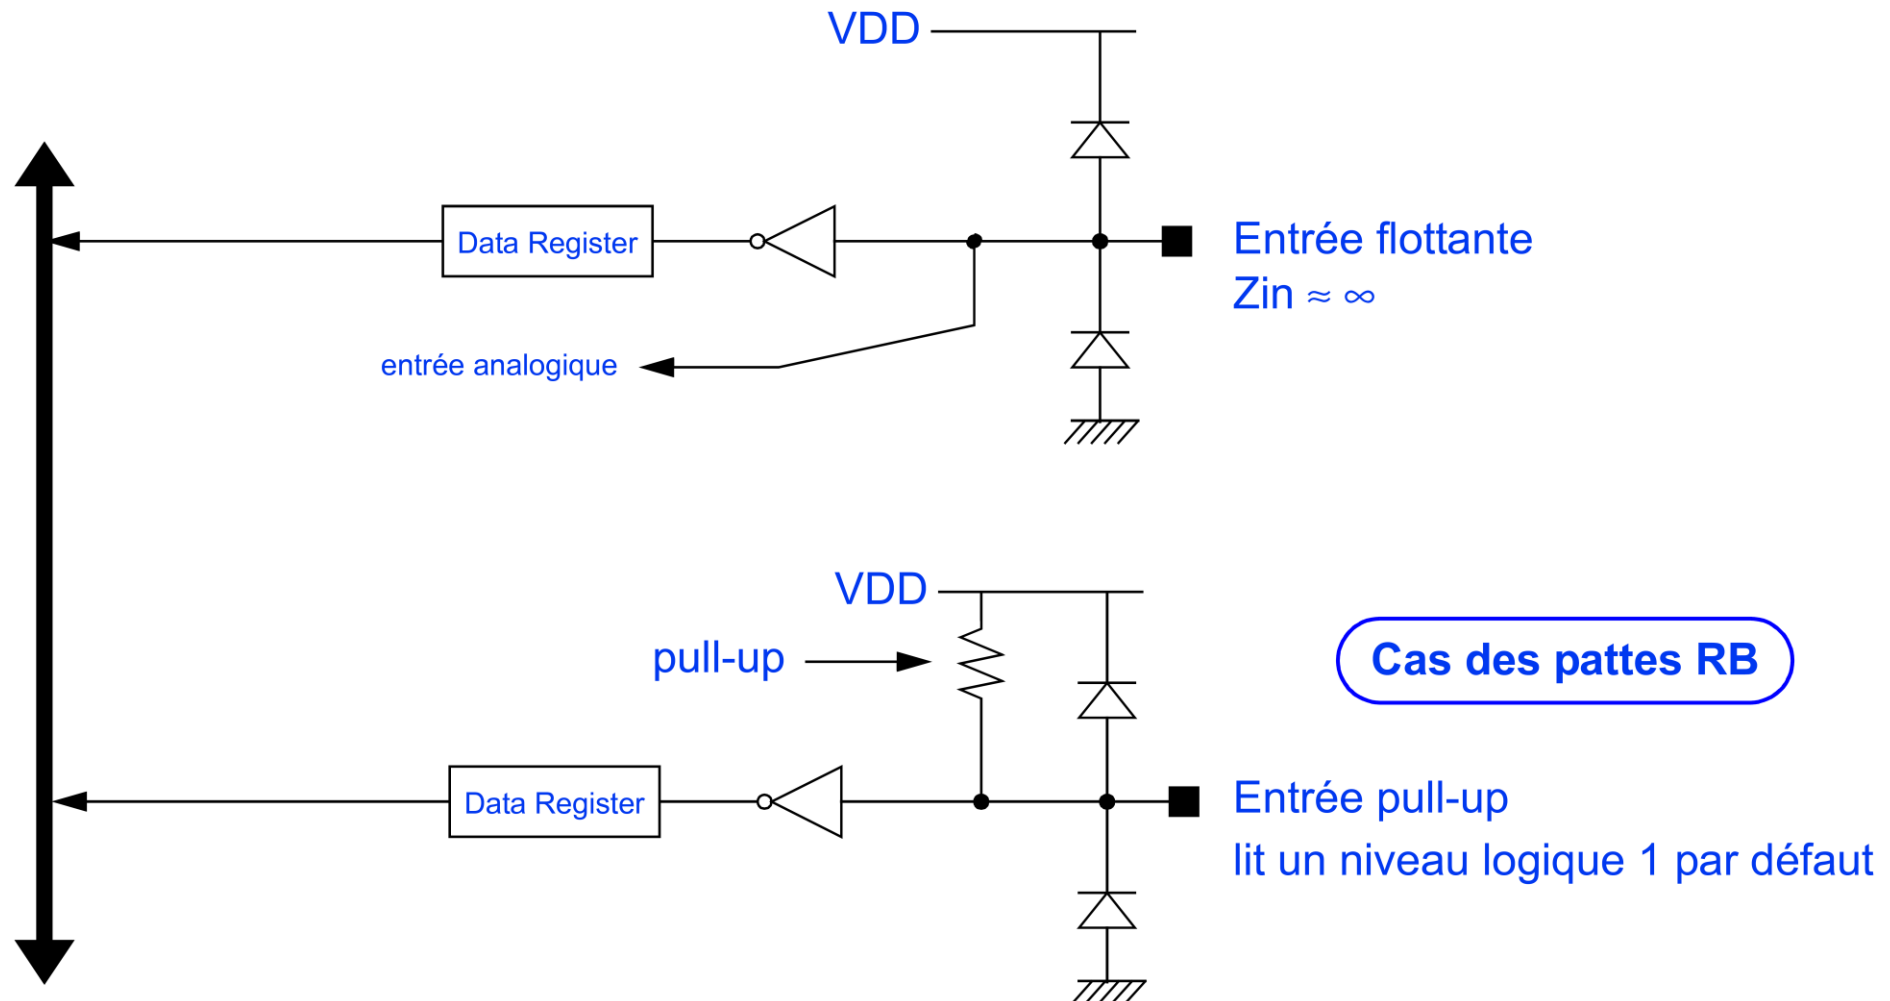 VDD
Data Register
Entrée flottante
Zin ≈ ∞
entrée analogique
VDD
pull-up
Cas des pattes RB
Data Register
Entrée pull-up
lit un niveau logique 1 par défaut